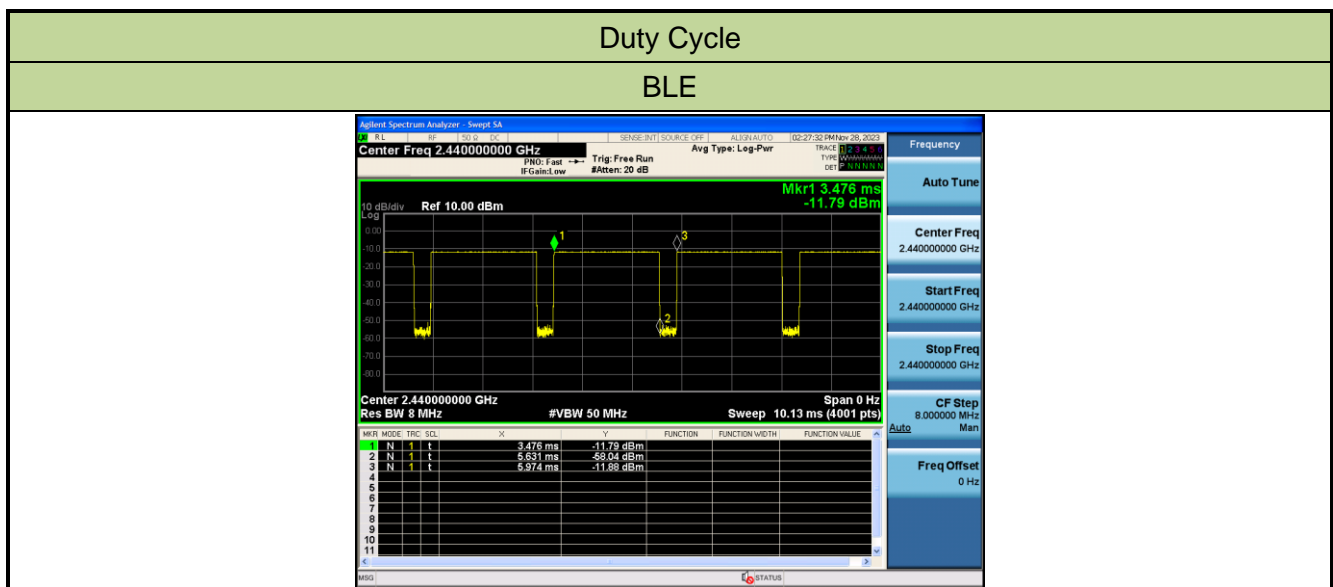 Duty Cycle
BLE
Agilent Spectrum Analyzer - Swept SA
RL RF 50 Ω DC SENSE:INT SOURCE OFF ALIGN AUTO 02:27:32 PM Nov 28, 2023
Center Freq 2.440000000 GHz Avg Type: Log-Pwr TRACE 1 2 3 4 5 6
PNO: Fast Trig: Free Run TYPE
IFGain:Low #Atten: 20 dB DET P N N N N N
Mkr1 3.476 ms
-11.79 dBm
10 dB/div Ref 10.00 dBm
Log
0.00
-10.0
-20.0
-30.0
-40.0
-50.0
-60.0
-70.0
-80.0
1
3
2
Center 2.440000000 GHz Span 0 Hz
Res BW 8 MHz #VBW 50 MHz Sweep 10.13 ms (4001 pts)
MKR MODE TRC SCL X Y FUNCTION FUNCTION WIDTH FUNCTION VALUE
1 N 1 t 3.476 ms -11.79 dBm
2 N 1 t 5.631 ms -58.04 dBm
3 N 1 t 5.974 ms -11.88 dBm
4
5
6
7
8
9
10
11
MSG STATUS
Frequency
Auto Tune
Center Freq
2.440000000 GHz
Start Freq
2.440000000 GHz
Stop Freq
2.440000000 GHz
CF Step
8.000000 MHz
Auto Man
Freq Offset
0 Hz